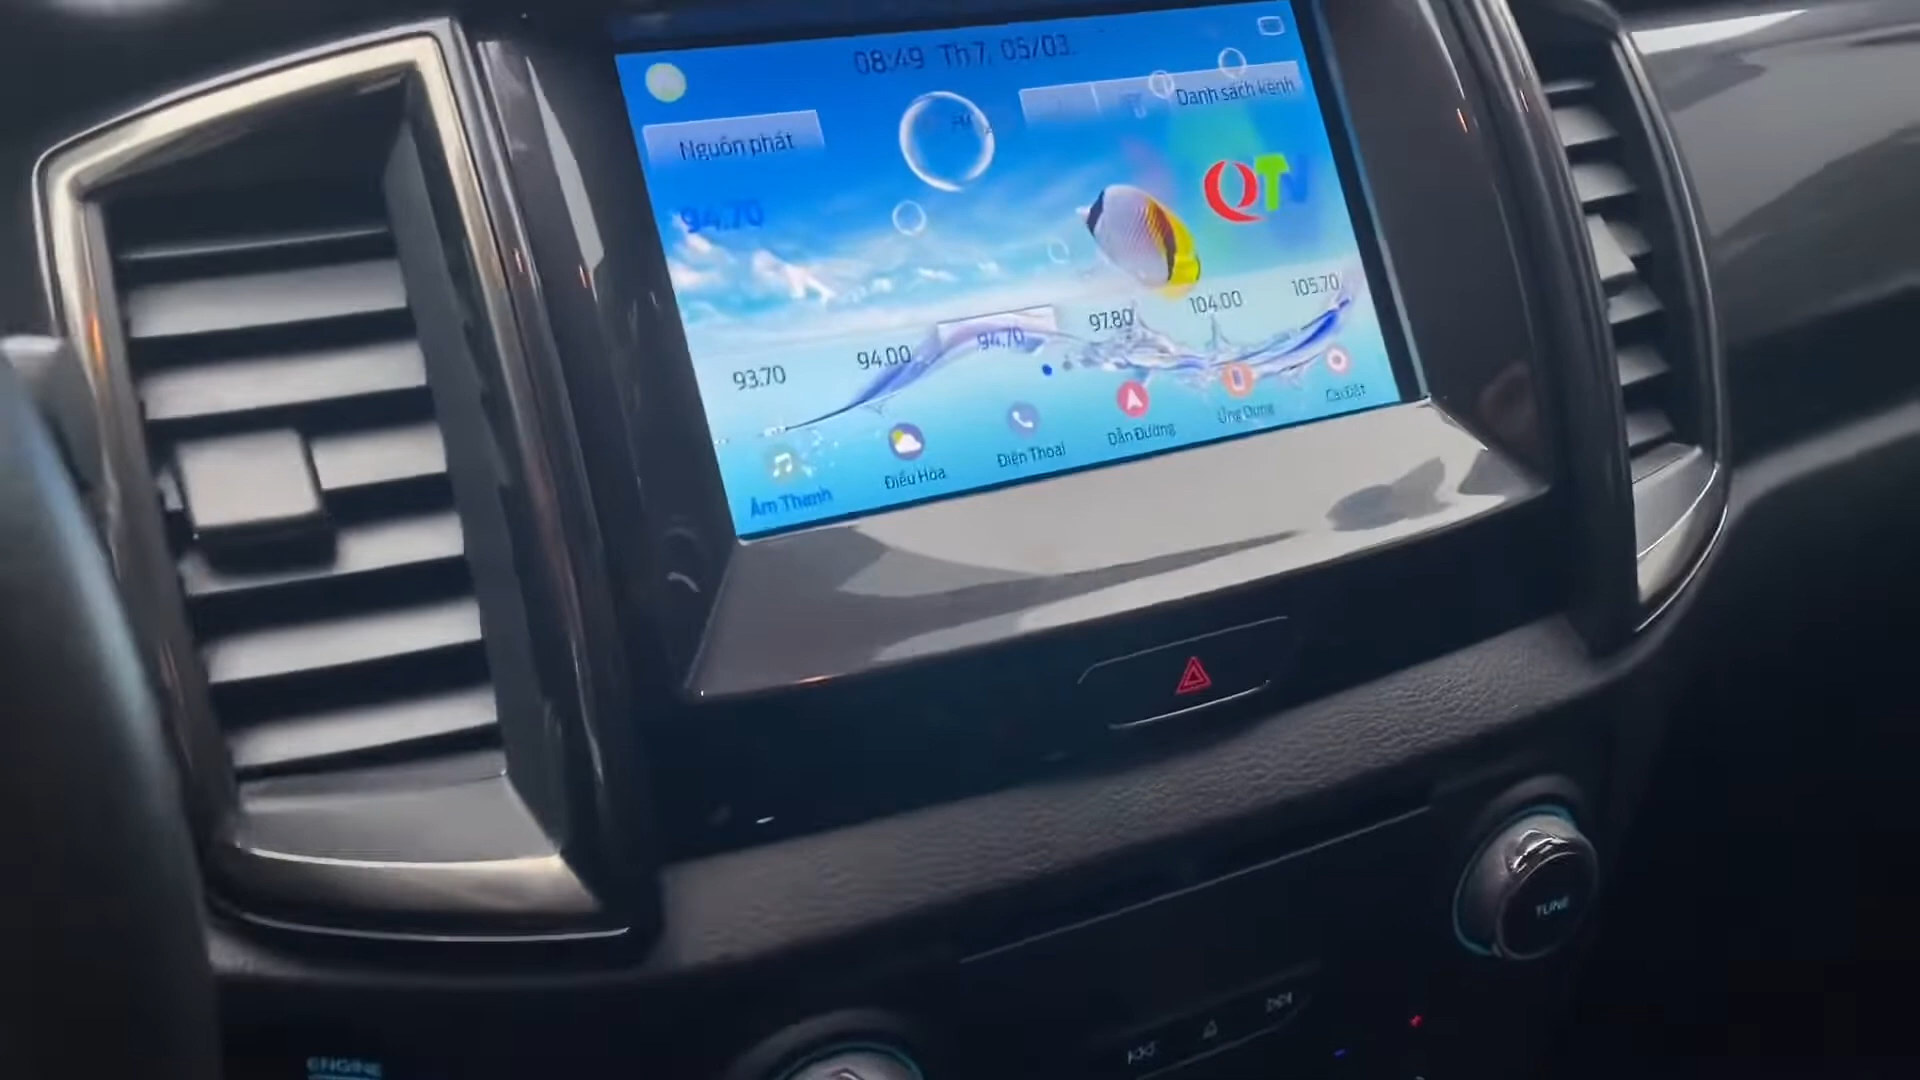 08:49 Th 7, 05/03
Nguồn phát
FM
Danh sách kênh
94.70
QTV
93.70
94.00
94.70
97.80
104.00
105.70
Âm Thanh
Điều Hòa
Điện Thoại
Dẫn Đường
Ứng Dụng
Cài Đặt
TUNE
ENGINE